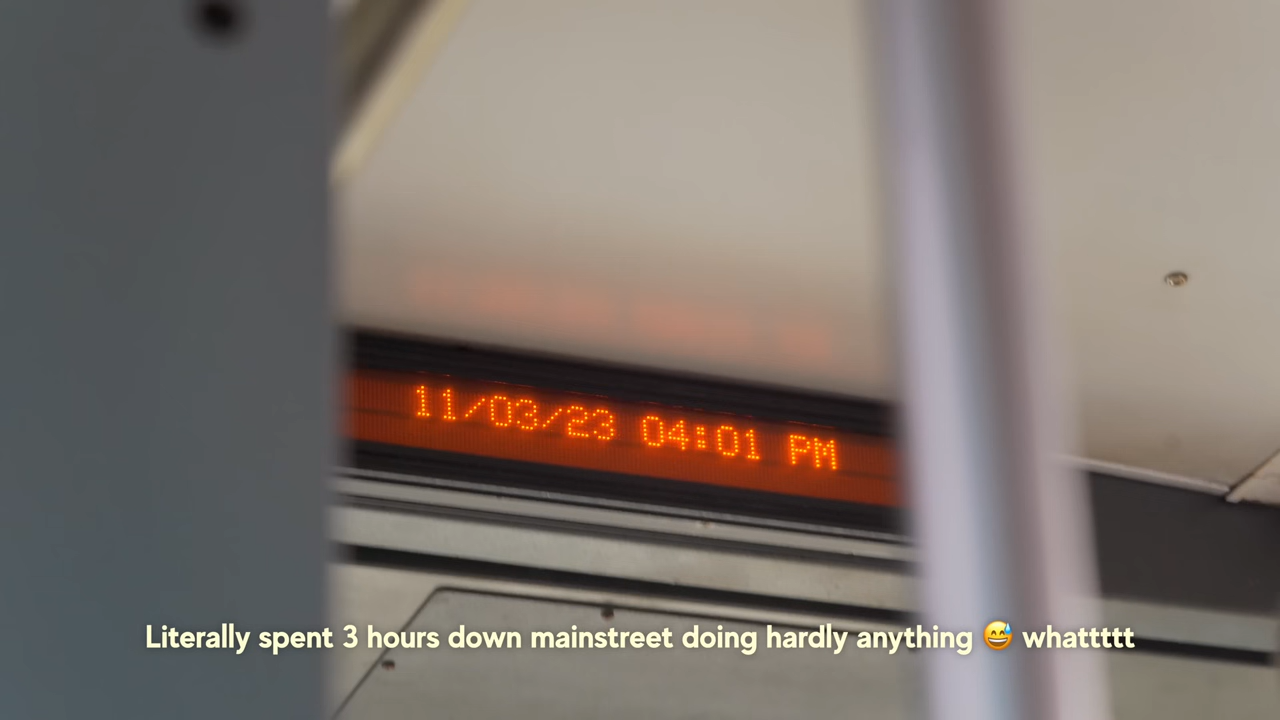 11/03/23 04:01 PM
Literally spent 3 hours down mainstreet doing hardly anything 😅 whattttt